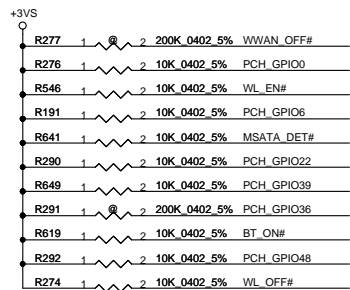 +3VS
R277 1 @ 2 200K_0402_5% WWAN_OFF#
R276 1 2 10K_0402_5% PCH_GPIO0
R546 1 2 10K_0402_5% WL_EN#
R191 1 2 10K_0402_5% PCH_GPIO6
R641 1 2 10K_0402_5% MSATA_DET#
R290 1 2 10K_0402_5% PCH_GPIO22
R649 1 2 10K_0402_5% PCH_GPIO39
R291 1 @ 2 200K_0402_5% PCH_GPIO36
R619 1 2 10K_0402_5% BT_ON#
R292 1 2 10K_0402_5% PCH_GPIO48
R274 1 2 10K_0402_5% WL_OFF#